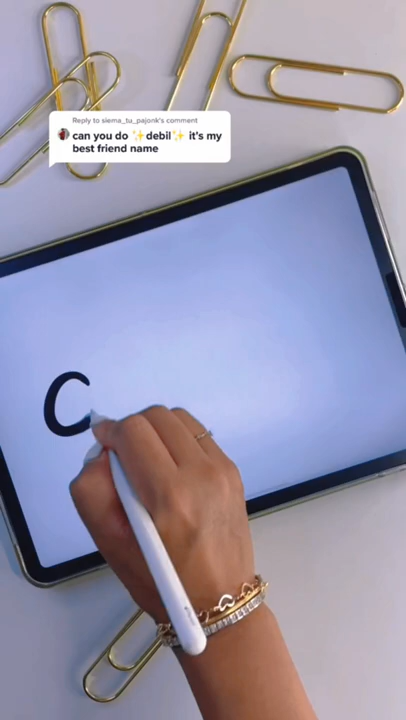 Reply to siema_tu_pajonk's comment
can you do ✨debil✨ it's my
best friend name